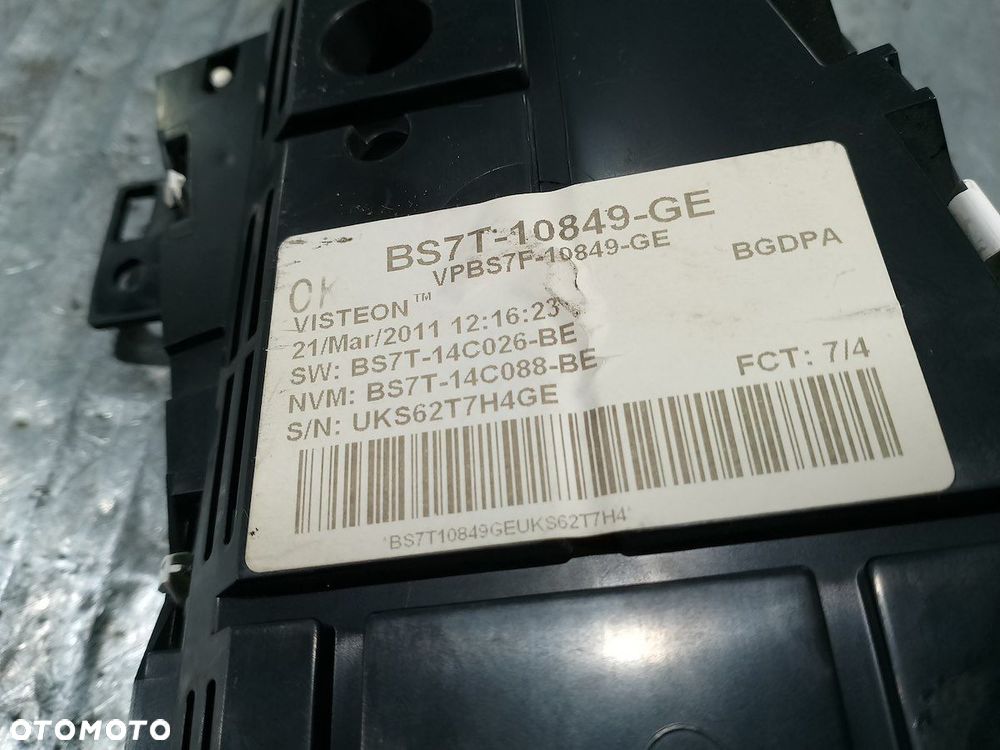 BS7T-10849-GE
VPBS7F-10849-GE
BGDPA
VISTEON™
21/Mar/2011 12:16:23
SW: BS7T-14C026-BE
NVM: BS7T-14C088-BE
FCT: 7/4
S/N: UKS62T7H4GE
*BS7T10849GEUKS62T7H4*
OTOMOTO